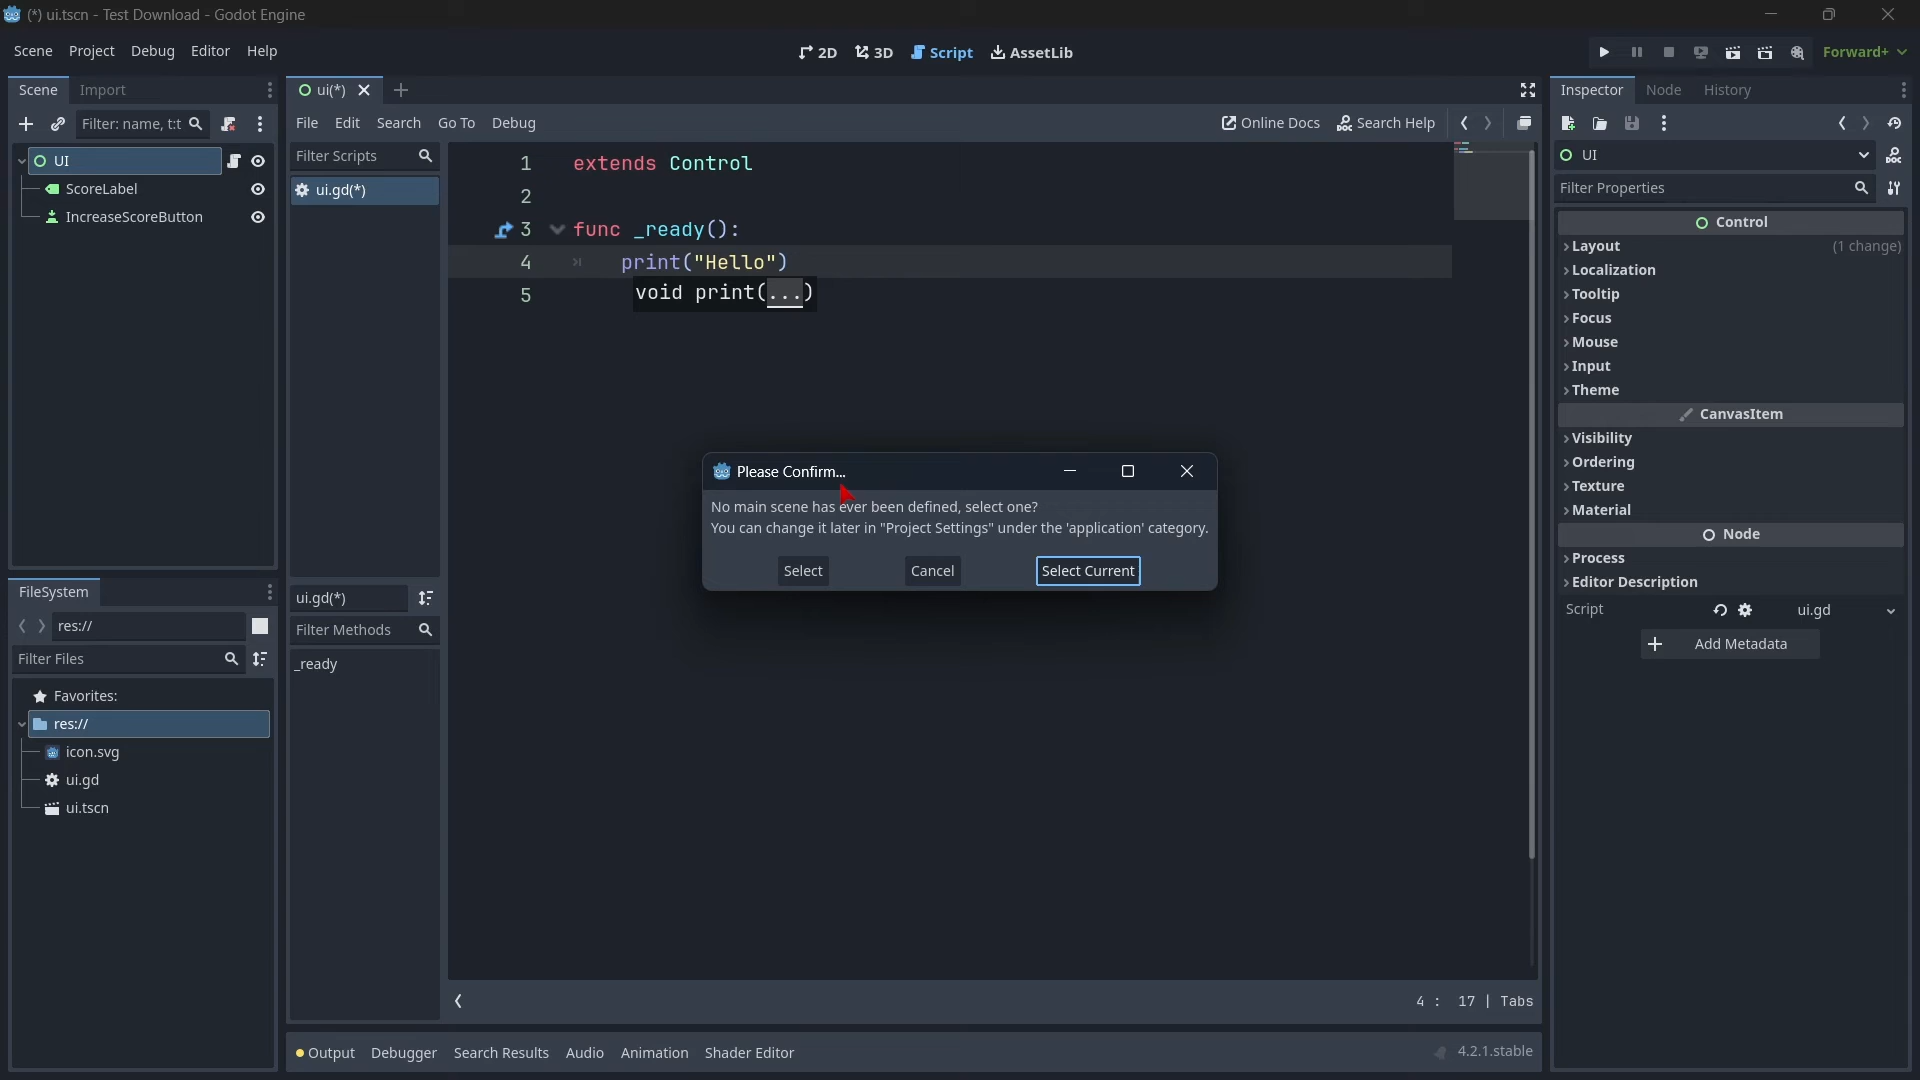 (*) ui.tscn - Test Download - Godot Engine
Scene Project Debug Editor Help
2D 3D Script AssetLib
Forward+
Scene Import
Filter: name, t:t
UI
ScoreLabel
IncreaseScoreButton
FileSystem
res://
Filter Files
Favorites:
res://
icon.svg
ui.gd
ui.tscn
ui(*)
File Edit Search Go To Debug
Online Docs Search Help
Filter Scripts
ui.gd(*)
ui.gd(*)
Filter Methods
_ready
1 extends Control
2
3 func _ready():
4 print("Hello")
void print(...)
5
Please Confirm...
No main scene has ever been defined, select one?
You can change it later in "Project Settings" under the 'application' category.
Select Cancel Select Current
4 : 17 | Tabs
Output Debugger Search Results Audio Animation Shader Editor
4.2.1.stable
Inspector Node History
UI
Filter Properties
Control
Layout (1 change)
Localization
Tooltip
Focus
Mouse
Input
Theme
CanvasItem
Visibility
Ordering
Texture
Material
Node
Process
Editor Description
Script ui.gd
Add Metadata